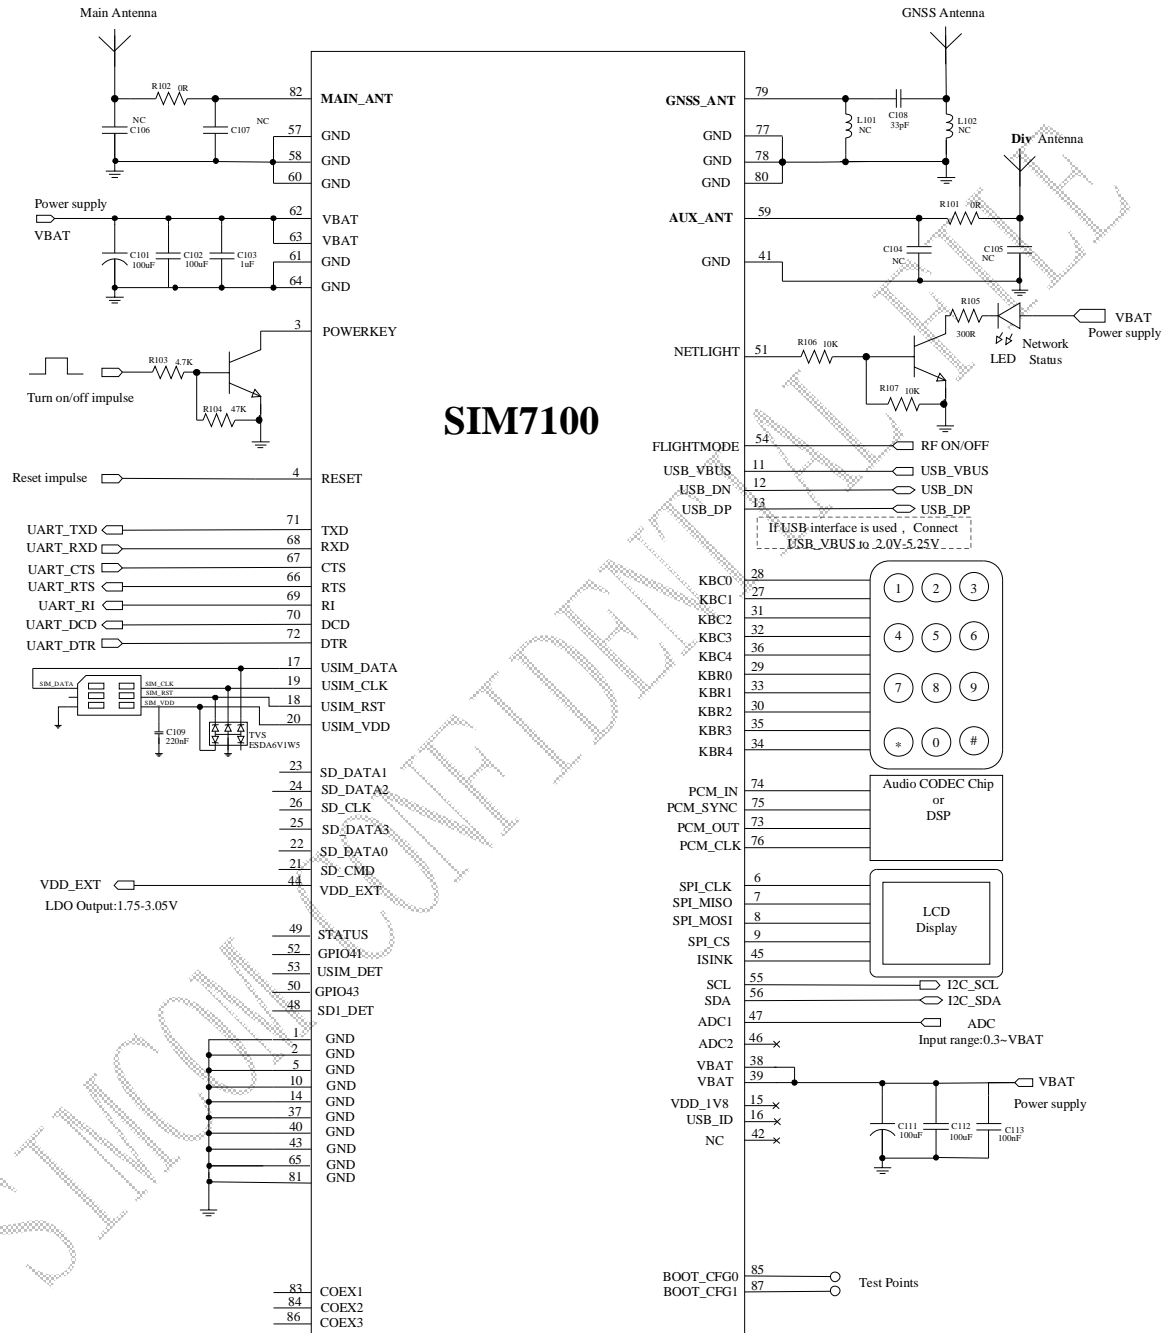 Main Antenna
GNSS Antenna
R102 0R
82
MAIN_ANT
NC
C106
NC
C107
57
GND
58
GND
60
GND
GNSS_ANT
79
C108
33pF
L101
NC
L102
NC
GND
77
GND
78
GND
80
Div Antenna
Power supply
VBAT
62
VBAT
63
VBAT
61
GND
64
GND
C101
100uF
C102
100uF
C103
1uF
AUX_ANT
59
R101 0R
C104
NC
C105
NC
GND
41
3
POWERKEY
R103 4.7K
R104 47K
Turn on/off impulse
NETLIGHT
51
R106 10K
R107 10K
R105
300R
LED
Network
Status
VBAT
Power supply
SIM7100
Reset impulse
4
RESET
FLIGHTMODE
54
RF ON/OFF
USB_VBUS
11
USB_VBUS
USB_DN
12
USB_DN
USB_DP
13
USB_DP
If USB interface is used , Connect
USB_VBUS to 2.0V-5.25V
UART_TXD
71
TXD
UART_RXD
68
RXD
UART_CTS
67
CTS
UART_RTS
66
RTS
UART_RI
69
RI
UART_DCD
70
DCD
UART_DTR
72
DTR
17
USIM_DATA
19
USIM_CLK
18
USIM_RST
20
USIM_VDD
SIM_DATA
SIM_CLK
SIM_RST
SIM_VDD
C109
220nF
TVS
ESDA6V1W5
KBC0
28
KBC1
27
KBC2
31
KBC3
32
KBC4
36
KBR0
29
KBR1
33
KBR2
30
KBR3
35
KBR4
34
1 2 3
4 5 6
7 8 9
* 0 #
23
SD_DATA1
24
SD_DATA2
26
SD_CLK
25
SD_DATA3
22
SD_DATA0
21
SD_CMD
VDD_EXT
44
VDD_EXT
LDO Output:1.75-3.05V
PCM_IN
74
PCM_SYNC
75
PCM_OUT
73
PCM_CLK
76
Audio CODEC Chip
or
DSP
SPI_CLK
6
SPI_MISO
7
SPI_MOSI
8
SPI_CS
9
ISINK
45
LCD
Display
49
STATUS
52
GPIO41
53
USIM_DET
50
GPIO43
48
SD1_DET
SCL
55
I2C_SCL
SDA
56
I2C_SDA
ADC1
47
ADC
Input range:0.3~VBAT
ADC2
46
VBAT
38
VBAT
39
VBAT
Power supply
VDD_1V8
15
USB_ID
16
NC
42
C111
100uF
C112
100uF
C113
100nF
1
GND
2
GND
5
GND
10
GND
14
GND
37
GND
40
GND
43
GND
65
GND
81
GND
BOOT_CFG0
85
BOOT_CFG1
87
Test Points
83
COEX1
84
COEX2
86
COEX3
SIMCOM CONFIDENTIAL FILE